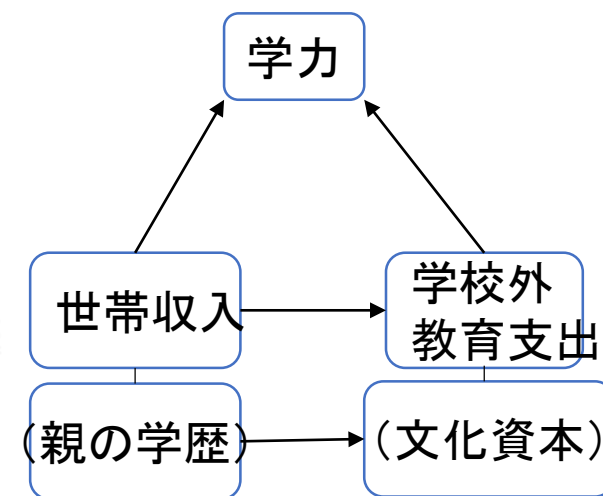 学力
世帯収入
学校外
教育支出
（親の学歴）
（文化資本）